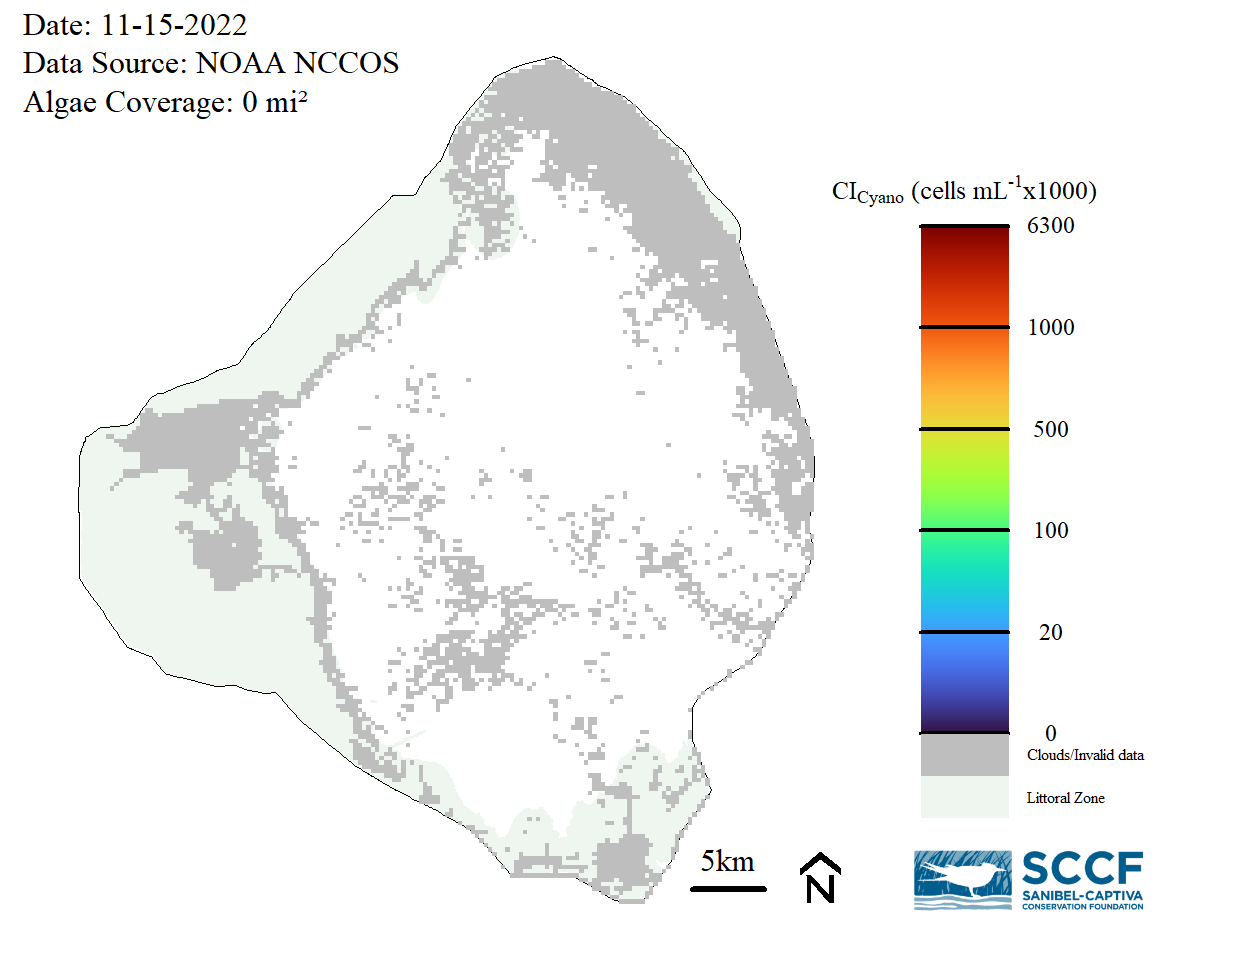 Date: 11-15-2022
Data Source: NOAA NCCOS
Algae Coverage: 0 mi²
CICyano (cells mL-1x1000)
6300
1000
500
100
20
0
Clouds/Invalid data
Littoral Zone
5km
N
SCCF
SANIBEL-CAPTIVA
CONSERVATION FOUNDATION